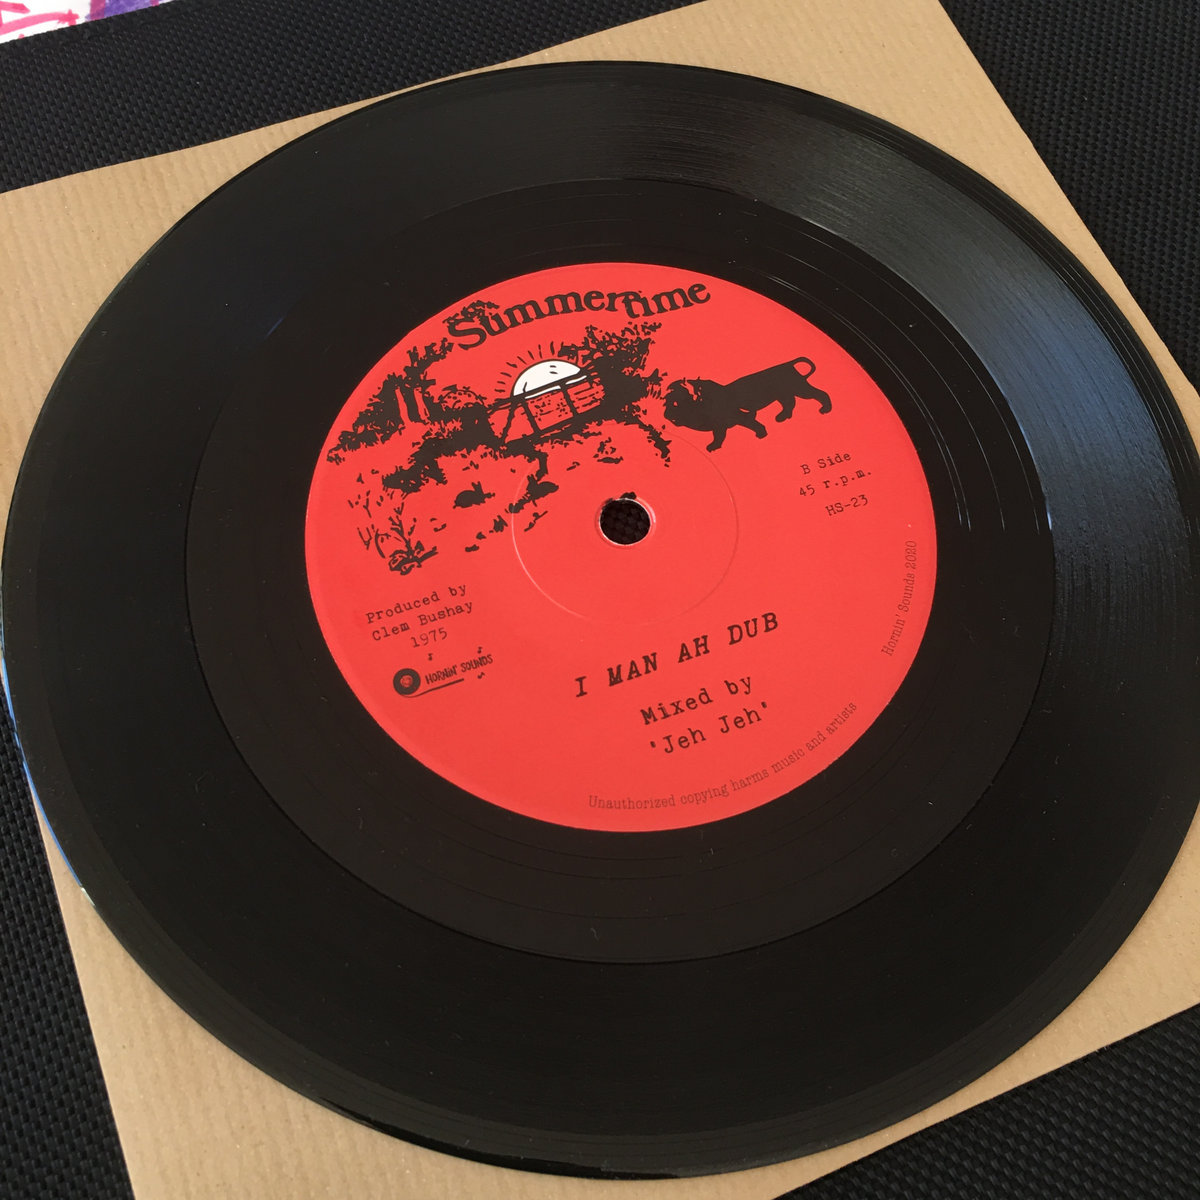 Summertime
B Side
45 r.p.m.
HS-23
Produced by
Clem Bushay
1975
HORNIN' SOUNDS
I MAN AH DUB
Mixed by
'Jeh Jeh'
Hornin' Sounds 2020
Unauthorized copying harms music and artists